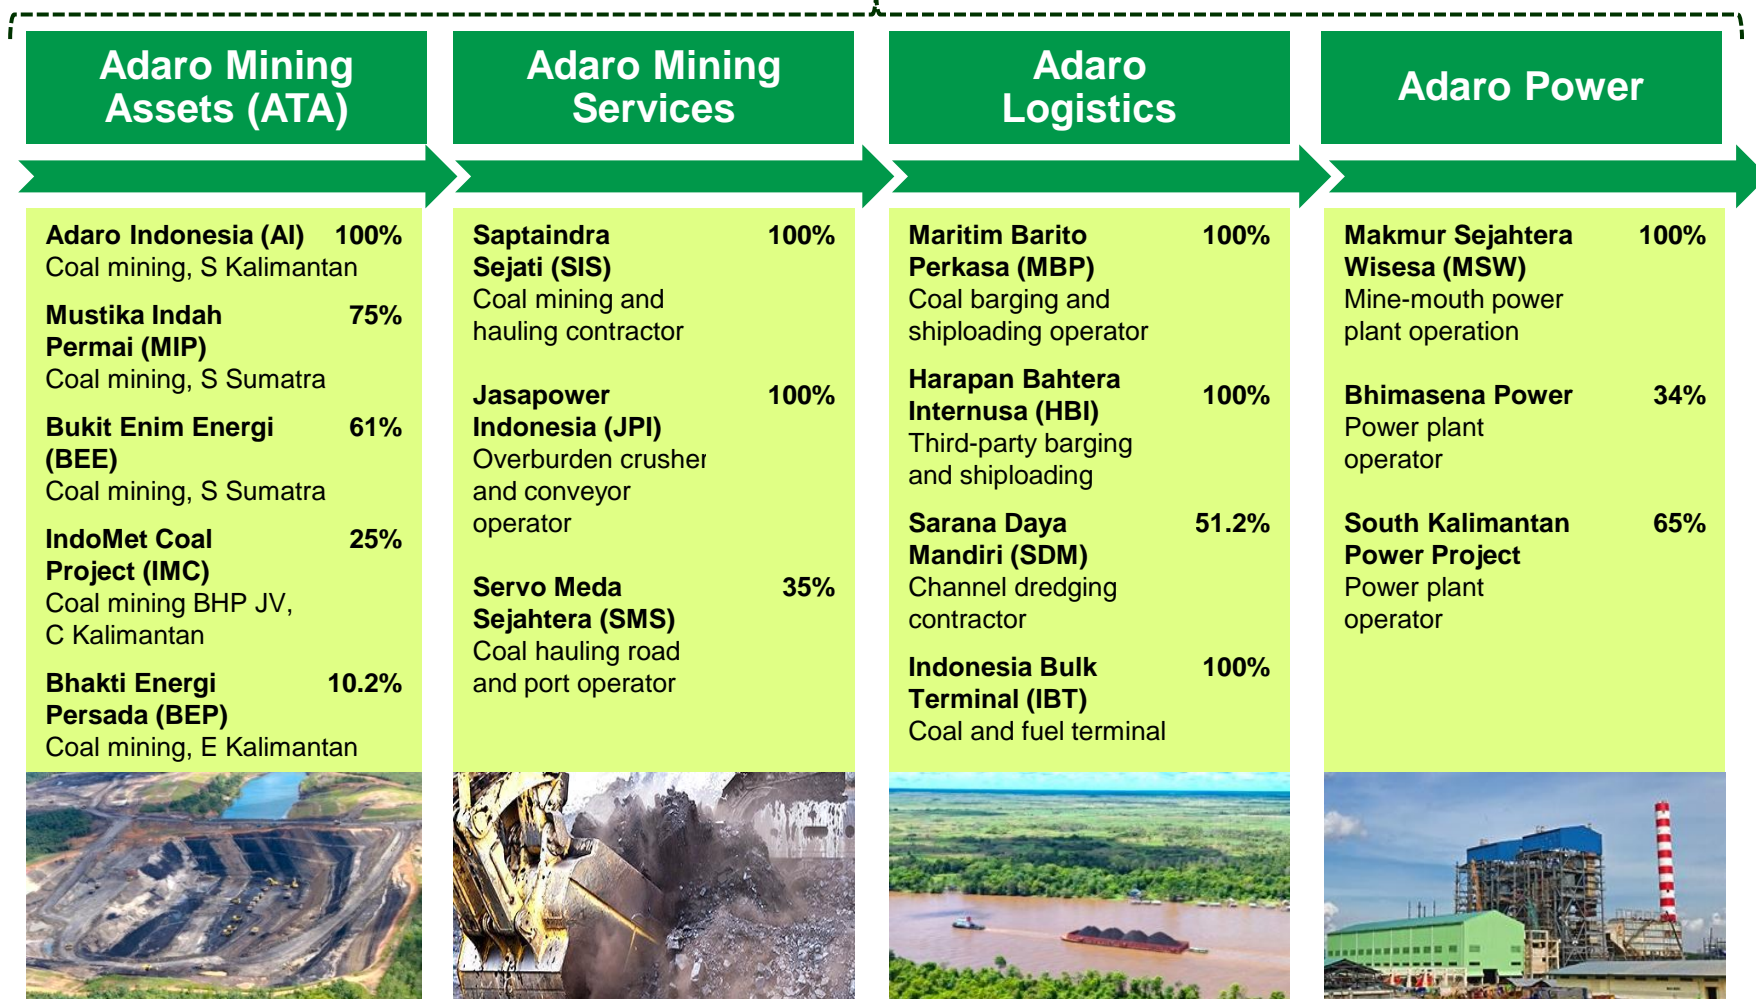 Adaro Mining
Assets (ATA)
Adaro Indonesia (AI) 100%
Coal mining, S Kalimantan
Mustika Indah 75%
Permai (MIP)
Coal mining, S Sumatra
Bukit Enim Energi 61%
(BEE)
Coal mining, S Sumatra
IndoMet Coal 25%
Project (IMC)
Coal mining BHP JV,
C Kalimantan
Bhakti Energi 10.2%
Persada (BEP)
Coal mining, E Kalimantan
Adaro Mining
Services
Saptaindra 100%
Sejati (SIS)
Coal mining and
hauling contractor
Jasapower 100%
Indonesia (JPI)
Overburden crusher
and conveyor
operator
Servo Meda 35%
Sejahtera (SMS)
Coal hauling road
and port operator
Adaro
Logistics
Maritim Barito 100%
Perkasa (MBP)
Coal barging and
shiploading operator
Harapan Bahtera 100%
Internusa (HBI)
Third-party barging
and shiploading
Sarana Daya 51.2%
Mandiri (SDM)
Channel dredging
contractor
Indonesia Bulk 100%
Terminal (IBT)
Coal and fuel terminal
Adaro Power
Makmur Sejahtera 100%
Wisesa (MSW)
Mine-mouth power
plant operation
Bhimasena Power 34%
Power plant
operator
South Kalimantan 65%
Power Project
Power plant
operator